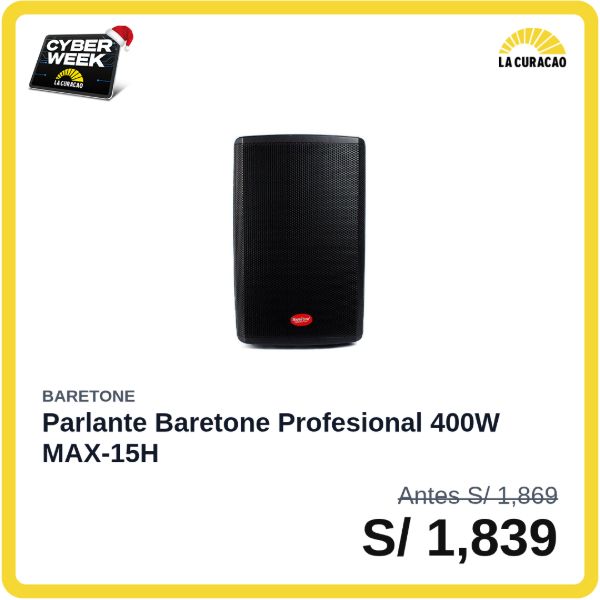 CYBER
WEEK
LA CURACAO
LA CURACAO
BARETONE
Parlante Baretone Profesional 400W
MAX-15H
Antes S/ 1,869
S/ 1,839